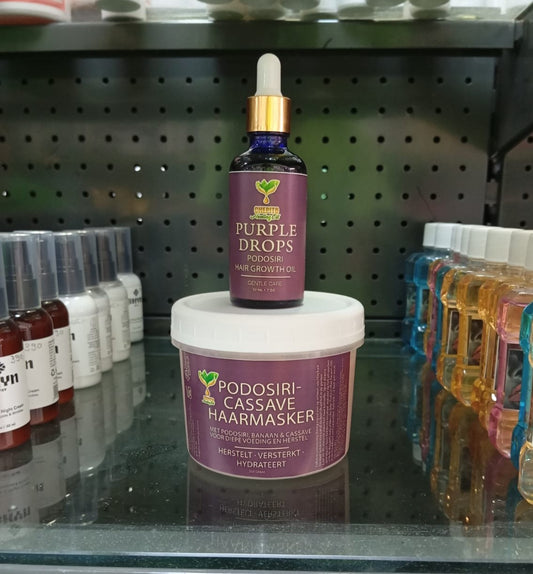 PURPLE
DROPS
PODOSIRI
HAIR GROWTH OIL
GENTLE CARE
PODOSIRI-
CASSAVE
HAARMASKER
MET PODOSIRI, BANAAN & CASSAVE
VOOR DIEPE VOEDING EN HERSTEL
HERSTELT · VERSTERKT ·
HYDRATEERT